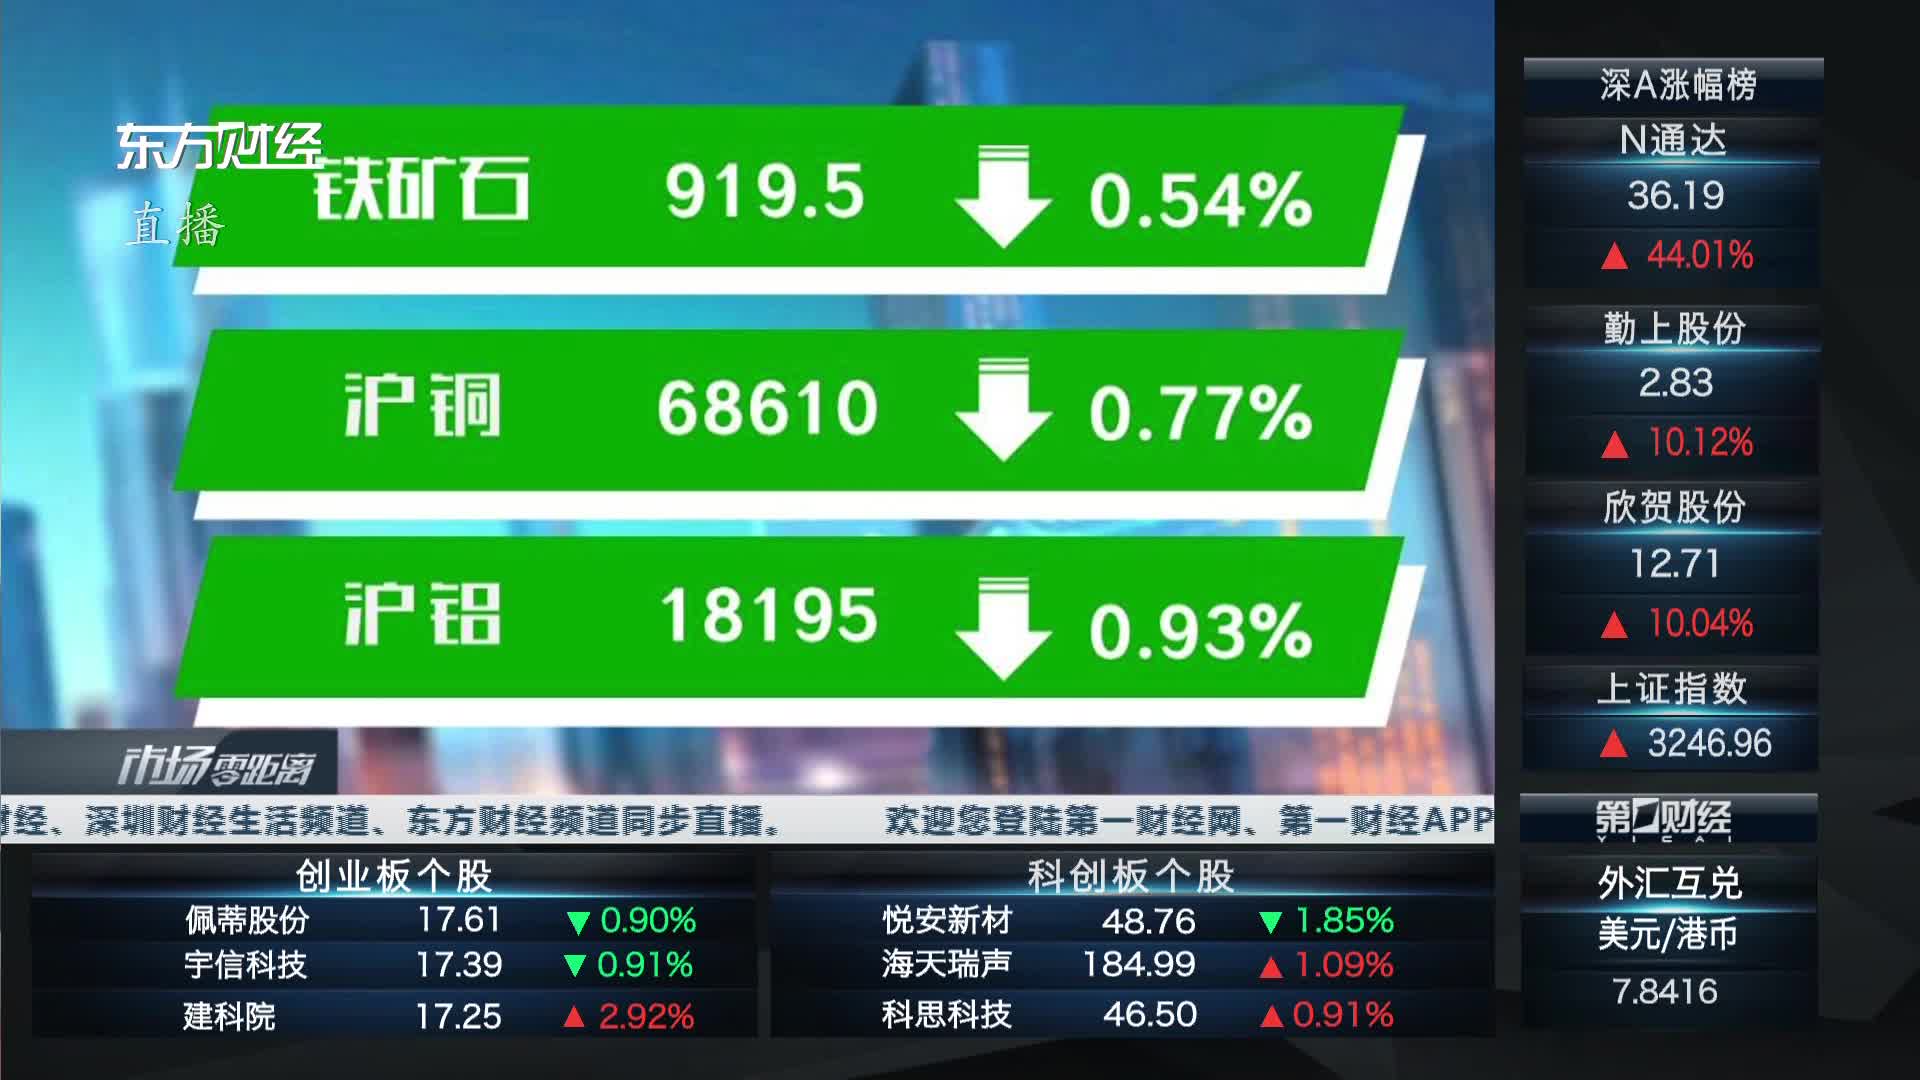 东方财经
直播
铁矿石 919.5 0.54%
沪铜 68610 0.77%
沪铝 18195 0.93%
市场零距离
财经、深圳财经生活频道、东方财经频道同步直播。 欢迎您登陆第一财经网、第一财经APP
创业板个股
佩蒂股份 17.61 ▼0.90%
宇信科技 17.39 ▼0.91%
建科院 17.25 ▲2.92%
科创板个股
悦安新材 48.76 ▼1.85%
海天瑞声 184.99 ▲1.09%
科思科技 46.50 ▲0.91%
深A涨幅榜
N通达
36.19
▲ 44.01%
勤上股份
2.83
▲ 10.12%
欣贺股份
12.71
▲ 10.04%
上证指数
▲ 3246.96
第一财经
YICAI
外汇互兑
美元/港币
7.8416